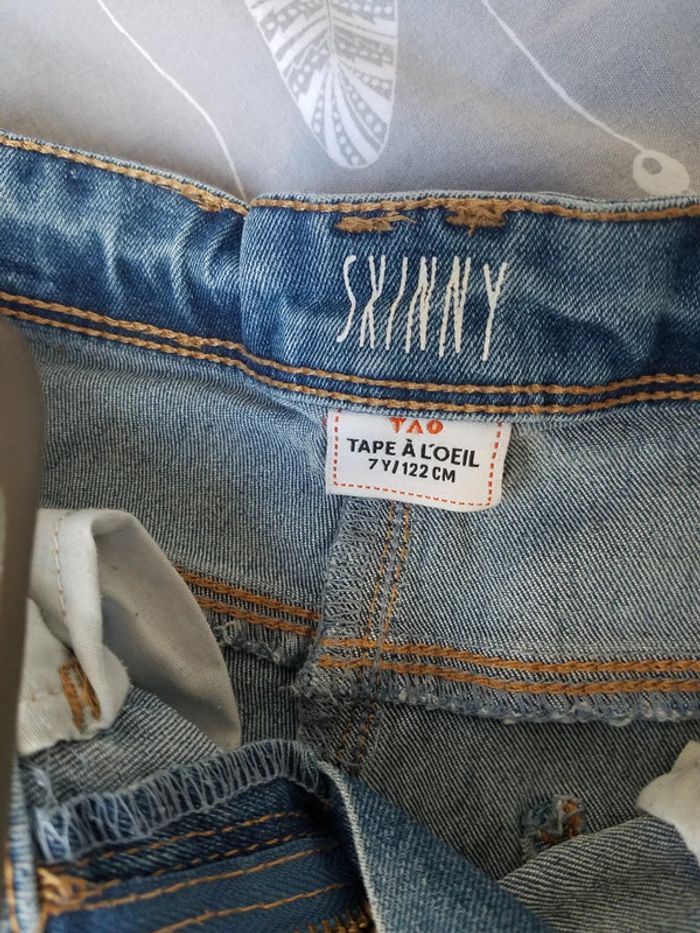 SKINNY
TAO
TAPE À L'OEIL
7Y/122 CM